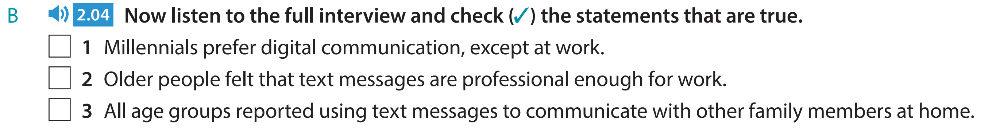 B 2.04 Now listen to the full interview and check (✓) the statements that are true.
1 Millennials prefer digital communication, except at work.
2 Older people felt that text messages are professional enough for work.
3 All age groups reported using text messages to communicate with other family members at home.